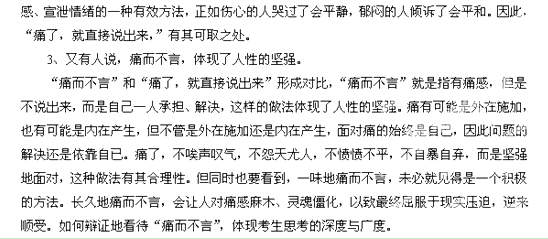 感、宣泄情绪的一种有效方法，正如伤心的人哭过了会平静，郁闷的人倾诉了会平和。因此，
“痛了，就直接说出来，”有其可取之处。
3、又有人说，痛而不言，体现了人性的坚强。
“痛而不言”和“痛了，就直接说出来”形成对比，“痛而不言”就是指有痛感，但是
不说出来，而是自己一人承担、解决，这样的做法体现了人性的坚强。痛有可能是外在施加，
也有可能是内在产生，但不管是外在施加还是内在产生，面对痛的始终是自己，因此问题的
解决还是依靠自己。痛了，不唉声叹气，不怨天尤人，不愤愤不平，不自暴自弃，而是坚强
地面对，这种做法有其合理性。但同时也要看到，一味地痛而不言，未必就见得是一个积极
的方法。长久地痛而不言，会让人对痛感麻木、灵魂僵化，以致最终屈服于现实压迫，逆来
顺受。如何辩证地看待“痛而不言”，体现考生思考的深度与广度。